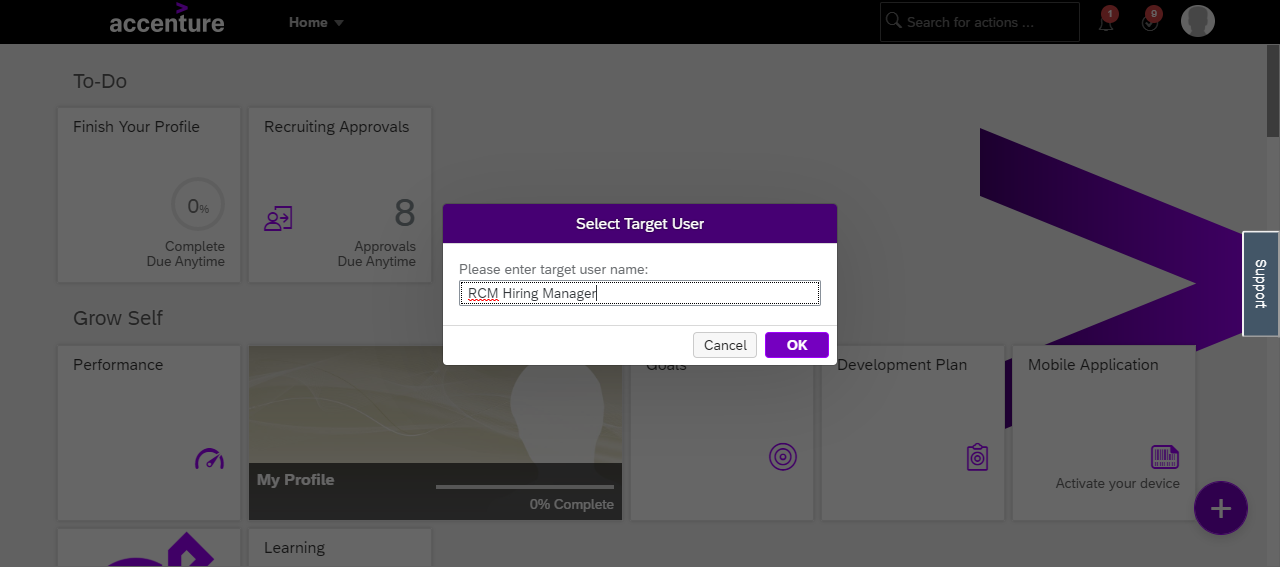 accenture
Home
Search for actions ...
1
9
To-Do
Finish Your Profile
0%
Complete
Due Anytime
Recruiting Approvals
8
Approvals
Due Anytime
Select Target User
Please enter target user name:
RCM Hiring Manager
Cancel
OK
Support
Grow Self
Performance
My Profile
0% Complete
Goals
Development Plan
Mobile Application
Activate your device
Learning